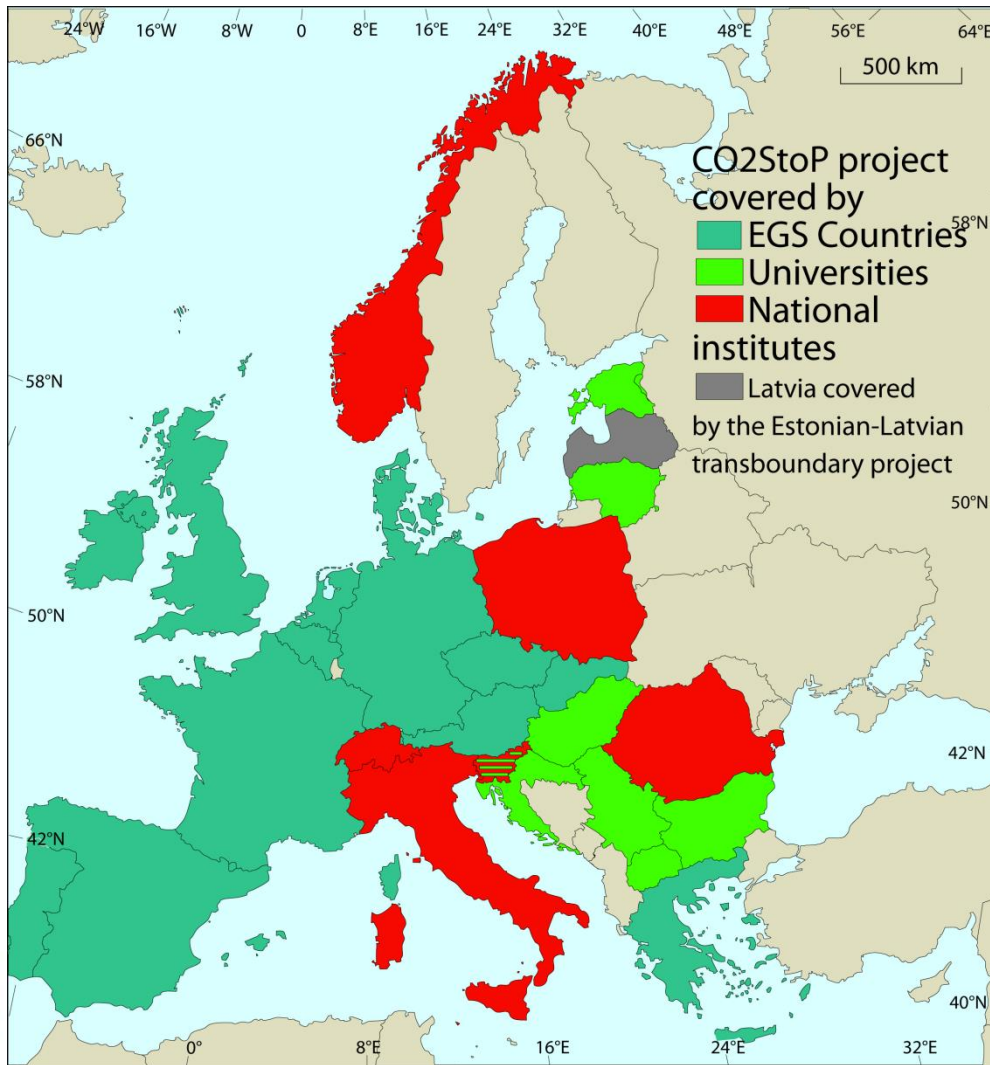 24°W 16°W 8°W 0 8°E 16°E 24°E 32°E 40°E 48°E 56°E 64°E
500 km
66°N
CO2StoP project
covered by
58°N
EGS Countries
Universities
National
institutes
58°N
Latvia covered
by the Estonian-Latvian
transboundary project
50°N
50°N
42°N
42°N
40°N
0° 8°E 16°E 24°E 32°E